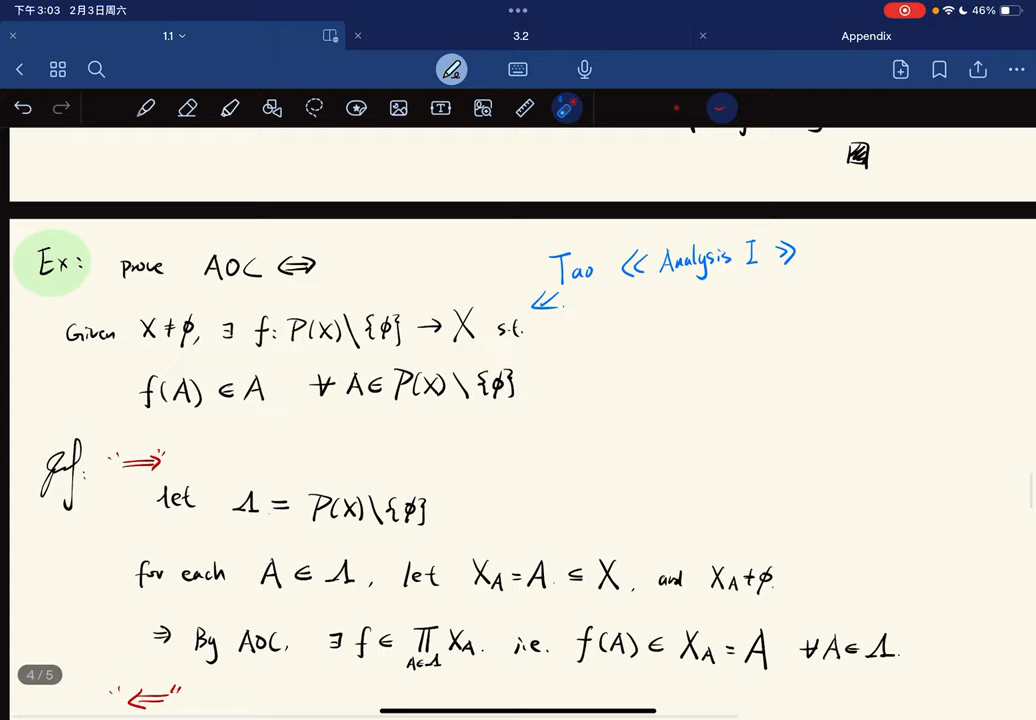 下午3:03 2月3日周六
46%
1.1
3.2
Appendix
Ex: prove AOC ⟺
Tao << Analysis I >>
Given X ≠ ϕ, ∃ f: P(X)\{ϕ} → X s.t.
f(A) ∈ A ∀ A ∈ P(X) \ {ϕ}
pf: "⟹"
let Λ = P(X)\{ϕ}
for each A ∈ Λ, let X_A = A ⊆ X, and X_A ≠ ϕ.
⇒ By AOC, ∃ f ∈ ∏_{A∈Λ} X_A. i.e. f(A) ∈ X_A = A ∀A ∈ Λ.
4/5
"⟸"